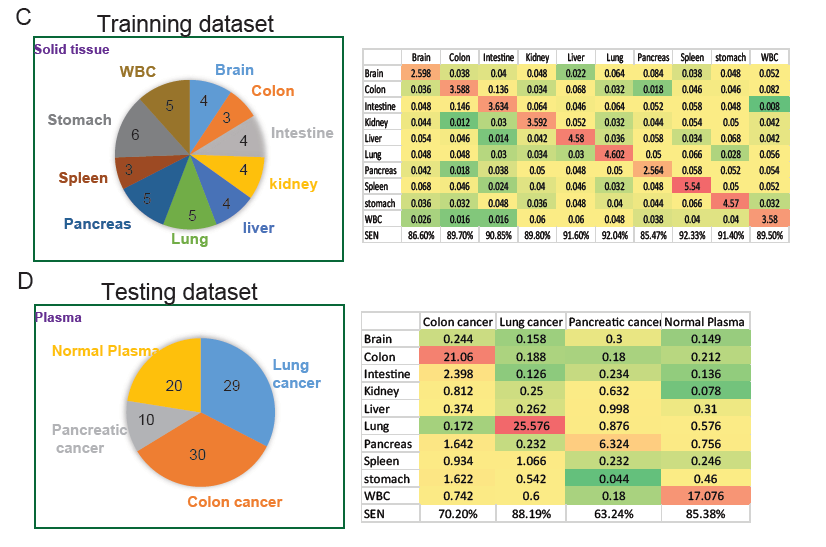 C
Trainning dataset
Solid tissue
WBC
Brain
Colon
Intestine
kidney
liver
Lung
Pancreas
Spleen
Stomach
4
3
4
4
4
5
5
3
6
5
Brain Colon Intestine Kidney Liver Lung Pancreas Spleen stomach WBC
Brain 2.598 0.038 0.04 0.048 0.022 0.064 0.084 0.038 0.048 0.052
Colon 0.036 3.588 0.136 0.034 0.068 0.032 0.018 0.046 0.046 0.082
Intestine 0.048 0.146 3.634 0.064 0.046 0.064 0.052 0.058 0.048 0.008
Kidney 0.044 0.012 0.03 3.592 0.052 0.032 0.044 0.054 0.05 0.042
Liver 0.054 0.046 0.014 0.042 4.58 0.036 0.058 0.034 0.068 0.042
Lung 0.048 0.048 0.03 0.034 0.03 4.602 0.05 0.066 0.028 0.056
Pancreas 0.042 0.018 0.038 0.05 0.048 0.05 2.564 0.058 0.052 0.054
Spleen 0.068 0.046 0.024 0.04 0.046 0.032 0.048 5.54 0.05 0.052
stomach 0.036 0.032 0.048 0.036 0.048 0.04 0.044 0.066 4.57 0.032
WBC 0.026 0.016 0.016 0.06 0.06 0.048 0.038 0.04 0.04 3.58
SEN 86.60% 89.70% 90.85% 89.80% 91.60% 92.04% 85.47% 92.33% 91.40% 89.50%
D
Testing dataset
Plasma
Normal Plasma
Lung
cancer
Pancreatic
cancer
Colon cancer
20
29
10
30
Colon cancer Lung cancer Pancreatic cancer Normal Plasma
Brain 0.244 0.158 0.3 0.149
Colon 21.06 0.188 0.18 0.212
Intestine 2.398 0.126 0.234 0.136
Kidney 0.812 0.25 0.632 0.078
Liver 0.374 0.262 0.998 0.31
Lung 0.172 25.576 0.876 0.576
Pancreas 1.642 0.232 6.324 0.756
Spleen 0.934 1.066 0.232 0.246
stomach 1.622 0.542 0.044 0.46
WBC 0.742 0.6 0.18 17.076
SEN 70.20% 88.19% 63.24% 85.38%